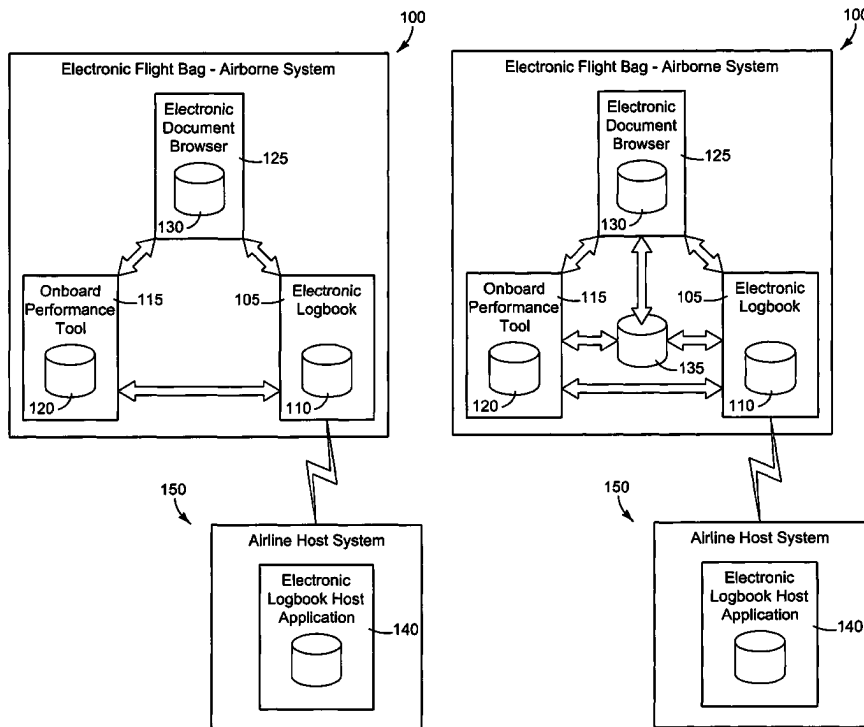 100
Electronic Flight Bag - Airborne System
Electronic
Document
Browser
125
130
Onboard
Performance
Tool
115
120
105
Electronic
Logbook
110
150
Airline Host System
Electronic
Logbook Host
Application
140
100
Electronic Flight Bag - Airborne System
Electronic
Document
Browser
125
130
Onboard
Performance
Tool
115
120
135
105
Electronic
Logbook
110
150
Airline Host System
Electronic
Logbook Host
Application
140